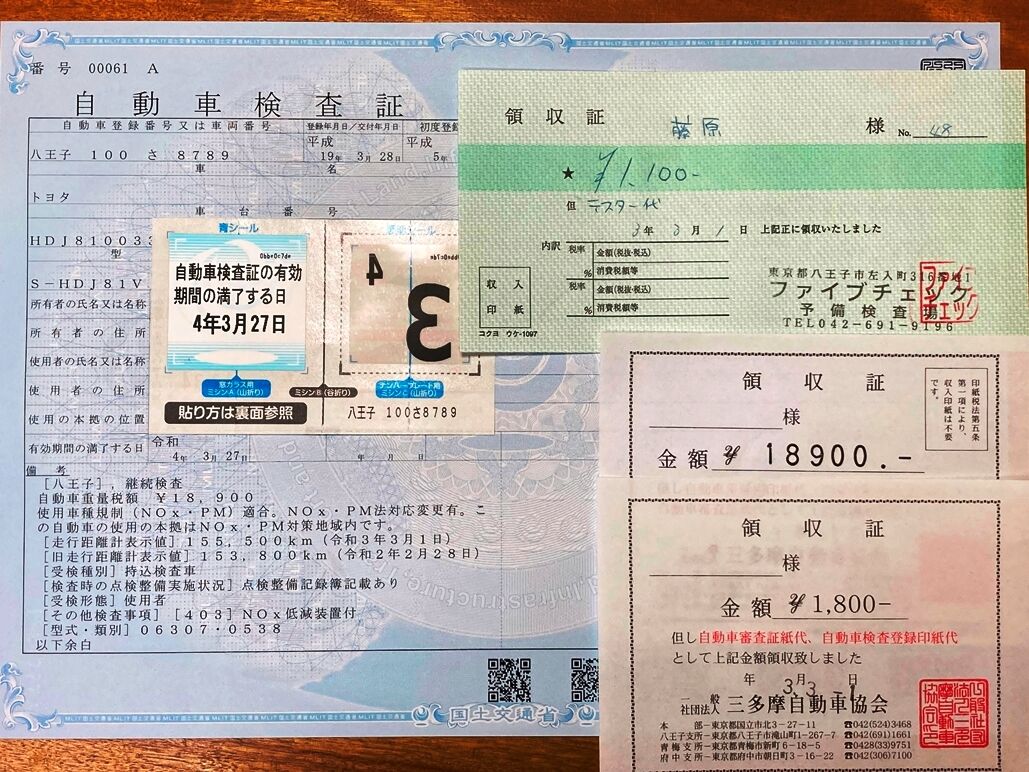 番号 00061 A
自動車検査証
自動車登録番号又は車両番号 登録年月日／交付年月日 初度登録
八王子 100 さ 8789 平成 19年 3月 28日 平成 5年
車名
トヨタ
車台番号
HDJ810033
型
S－HDJ81V
所有者の氏名又は名称
所有者の住所
使用者の氏名又は名称
使用者の住所
使用の本拠の位置
有効期間の満了する日 令和 4年 3月 27日 年 月 日
備考
［八王子］，継続検査
自動車重量税額 ￥18，900
使用車種規制（NOx・PM）適合。NOx・PM法対応変更有。こ
の自動車の使用の本拠はNOx・PM対策地域内です。
［走行距離計表示値］155，500km（令和3年3月1日）
［旧走行距離計表示値］153，800km（令和2年2月28日）
［受検種別］持込検査車
［検査時の点検整備実施状況］点検整備記録簿記載あり
［受検形態］使用者
［その他検査事項］［403］NOx低減装置付
［型式・類別］06307・0538
以下余白
国土交通省
青シール
自動車検査証の有効
期間の満了する日
4年3月27日
窓ガラス用
ミシンA（山折り）
ミシンB（谷折り）
ナンバープレート用
ミシンC（山折り）
貼り方は裏面参照
八王子 100さ8789
4
3
領収証
藤原 様 No. 48
★ ￥1,100-
但 テスター代
3年 3月 1日 上記正に領収いたしました
内訳
税率 金額(税抜・税込)
% 消費税額等
税率 金額(税抜・税込)
% 消費税額等
収入
印紙
コクヨ ウケ-1097
東京都八王子市左入町316番地1
ファイブチェック
予備検査場
TEL042-691-9196
領収証
様
金額 ￥18900.-
印紙税法第五条
第一項により、
収入印紙は不要
です。
領収証
様
金額 ￥1,800-
但し自動車審査証紙代、自動車検査登録印紙代
として上記金額領収致しました
年 月 日
3. 3. -1
一般
社団法人 三多摩自動車協会
本部－東京都国立市北3－27－11 ☎042(524)3468
八王子支所－東京都八王子市滝山町1－267－7 ☎042(691)1661
青梅支所－東京都青梅市新町6－18－5 ☎0428(33)9751
府中支所－東京都府中市朝日町3－16－22 ☎042(306)7100